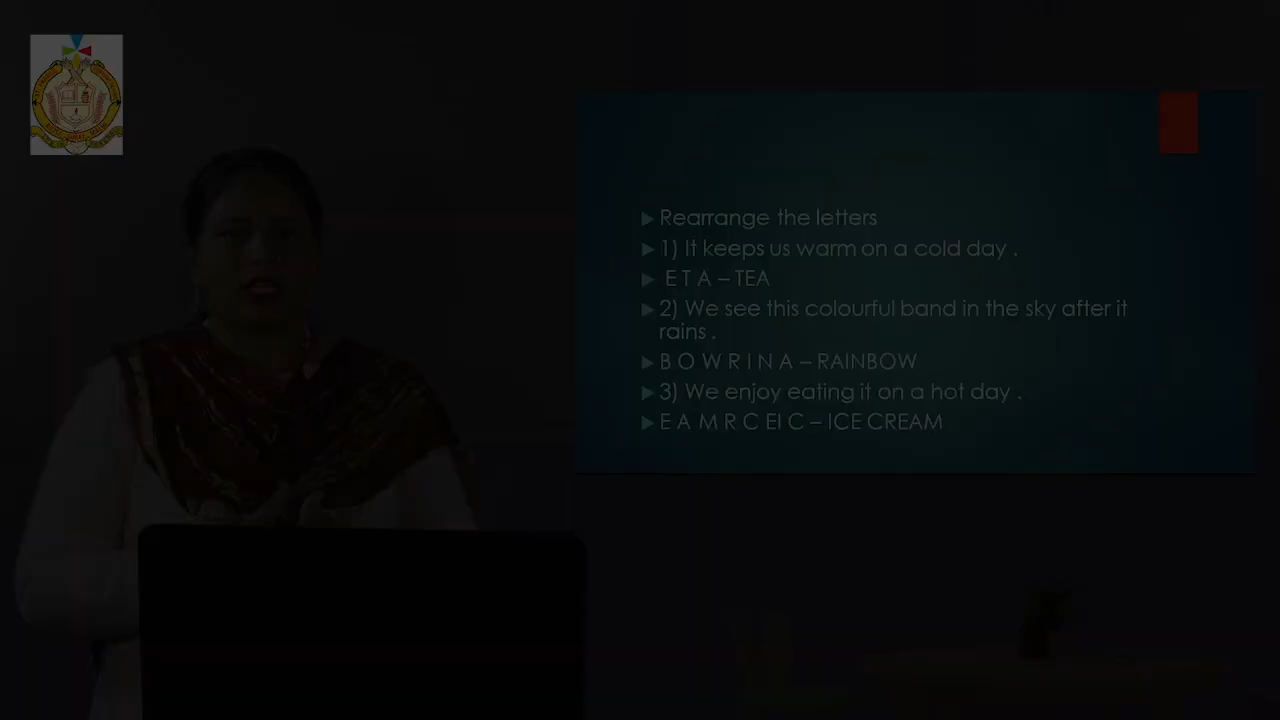 Rearrange the letters
1) It keeps us warm on a cold day .
E T A – TEA
2) We see this colourful band in the sky after it
rains .
B O W R I N A – RAINBOW
3) We enjoy eating it on a hot day .
E A M R C EI C – ICE CREAM